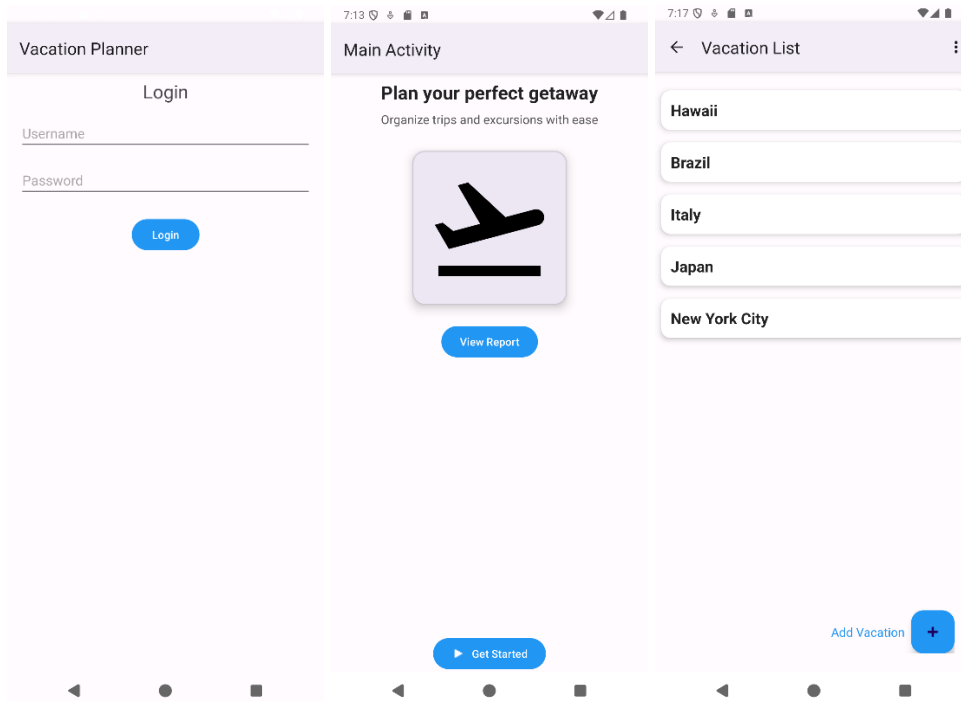 Vacation Planner
Login
Username
Password
Login
7:13
Main Activity
Plan your perfect getaway
Organize trips and excursions with ease
View Report
Get Started
7:17
Vacation List
Hawaii
Brazil
Italy
Japan
New York City
Add Vacation
+